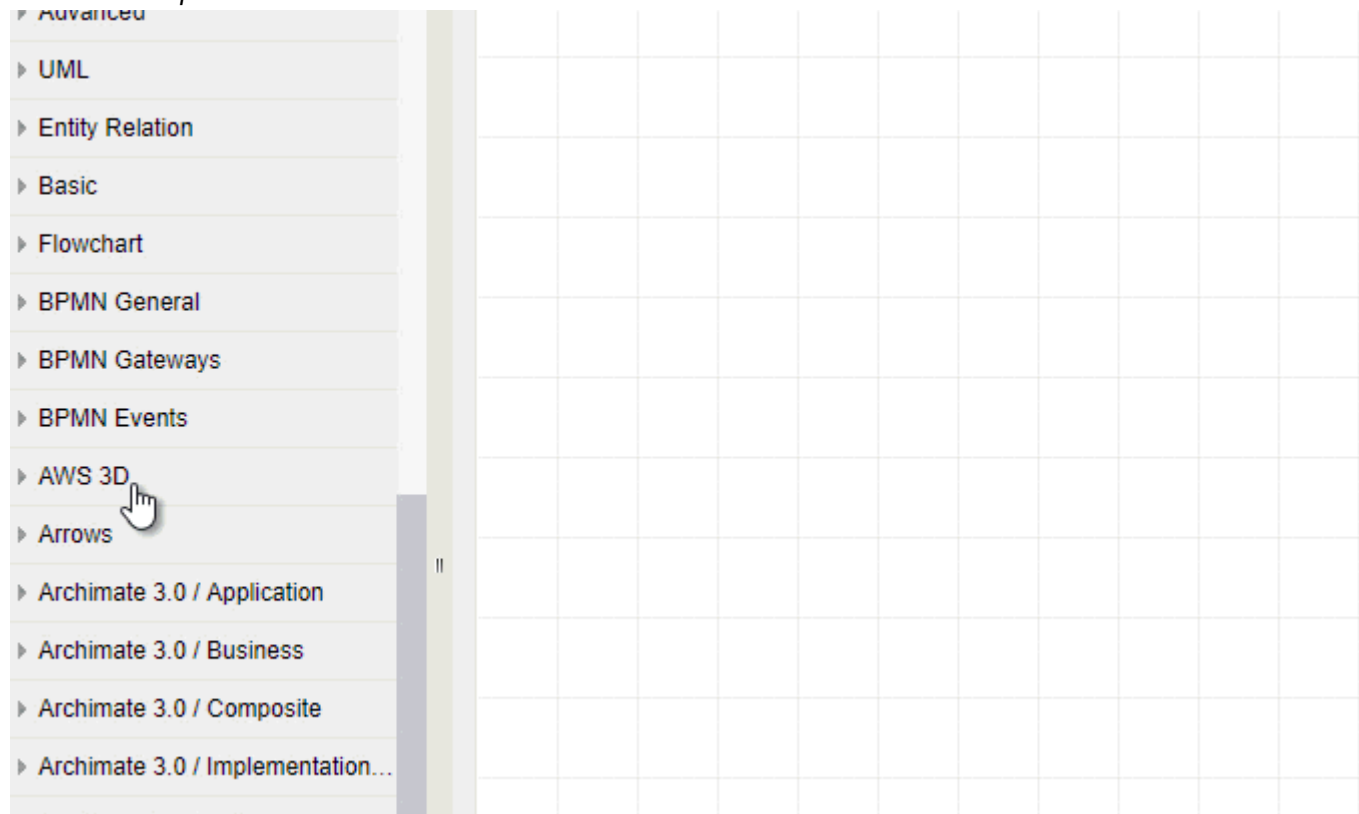 Advanced
UML
Entity Relation
Basic
Flowchart
BPMN General
BPMN Gateways
BPMN Events
AWS 3D
Arrows
Archimate 3.0 / Application
Archimate 3.0 / Business
Archimate 3.0 / Composite
Archimate 3.0 / Implementation...